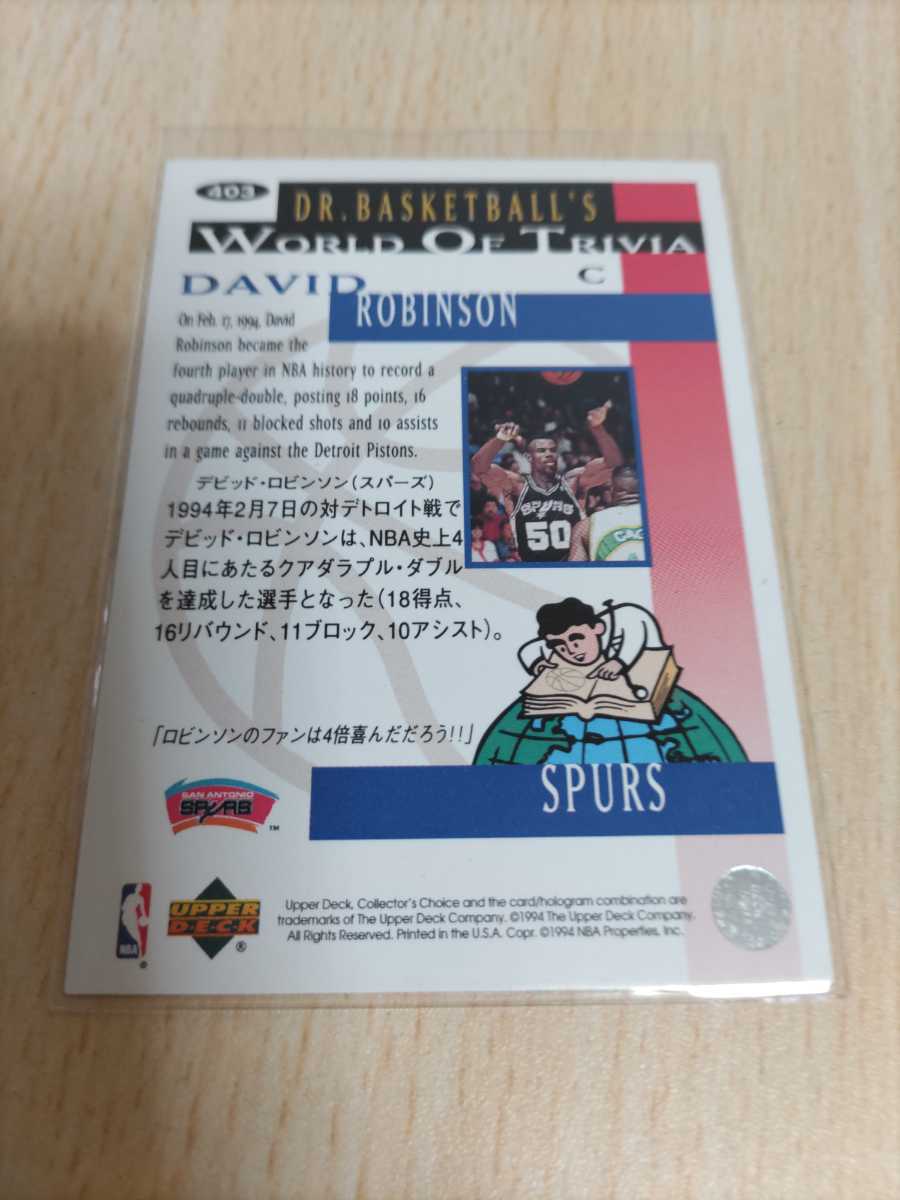 403
DR. BASKETBALL'S
WORLD OF TRIVIA
DAVID
C
ROBINSON
On Feb. 17, 1994, David
Robinson became the
fourth player in NBA history to record a
quadruple-double, posting 18 points, 16
rebounds, 11 blocked shots and 10 assists
in a game against the Detroit Pistons.
デビッド・ロビンソン(スパーズ)
1994年2月7日の対デトロイト戦で
デビッド・ロビンソンは、NBA史上4
人目にあたるクアダラプル・ダブル
を達成した選手となった(18得点、
16リバウンド、11ブロック、10アシスト)。
SPURS
50
「ロビンソンのファンは4倍喜んだだろう!!」
SPURS
SAN ANTONIO
SPURS
TM
NBA
®
UPPER
D·E·C·K
®
Upper Deck, Collector's Choice and the card/hologram combination are
trademarks of The Upper Deck Company. ©1994 The Upper Deck Company.
All Rights Reserved. Printed in the U.S.A. Copr. ©1994 NBA Properties, Inc.